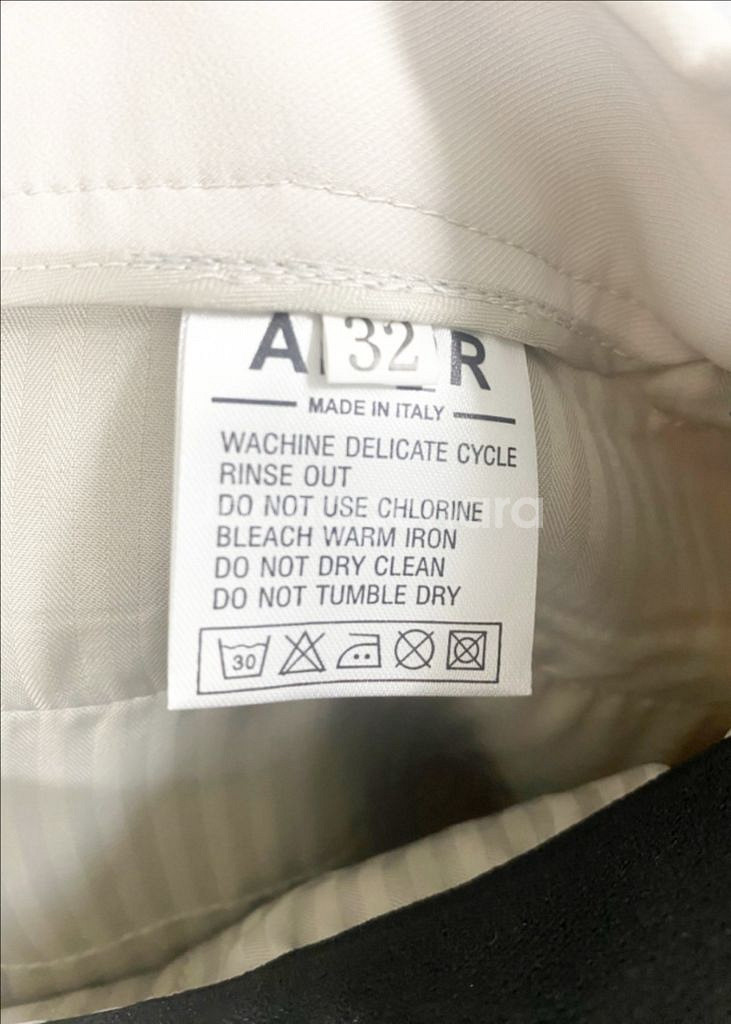 32
MADE IN ITALY
WACHINE DELICATE CYCLE
RINSE OUT
DO NOT USE CHLORINE
BLEACH WARM IRON
DO NOT DRY CLEAN
DO NOT TUMBLE DRY
30